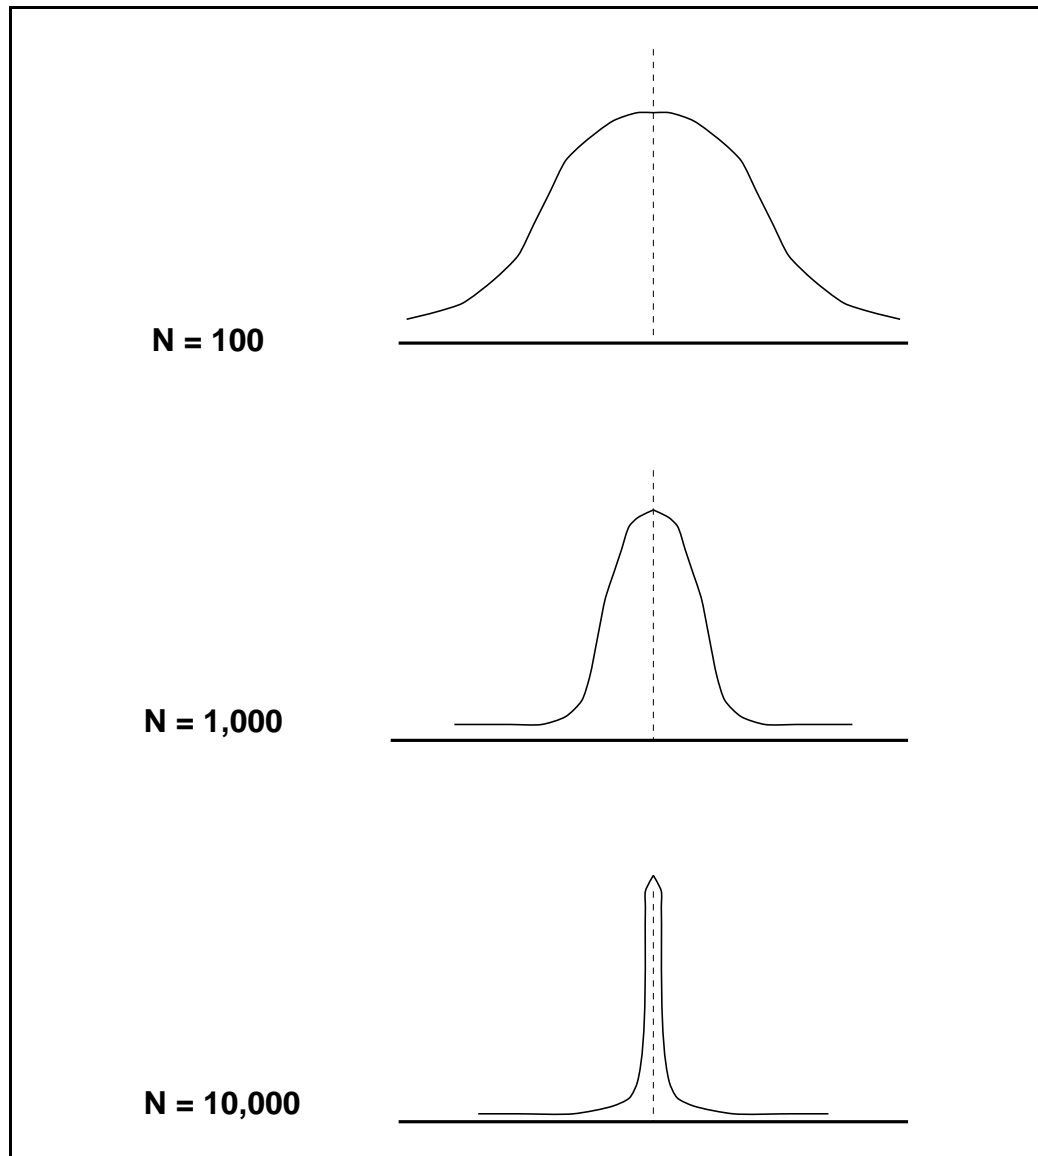 N = 100
N = 1,000
N = 10,000